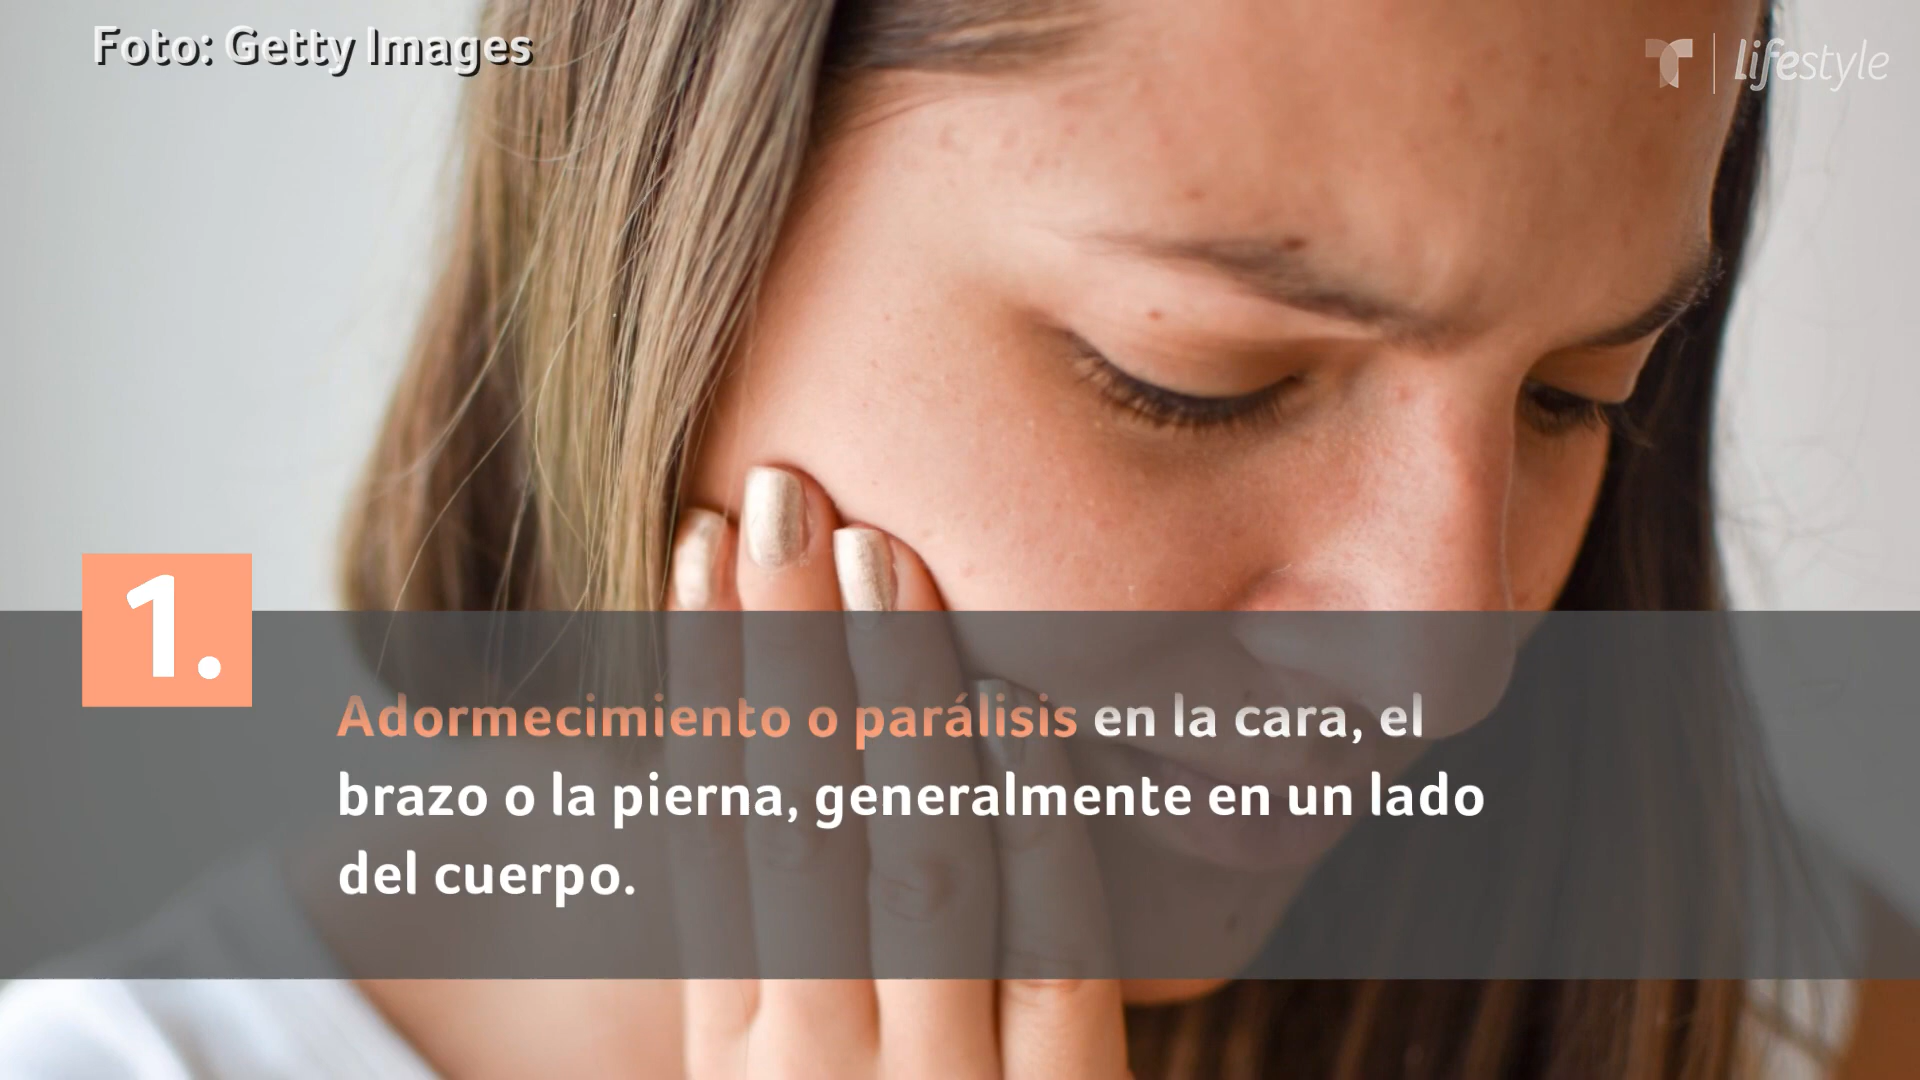 Foto: Getty Images
lifestyle
1.
Adormecimiento o parálisis en la cara, el
brazo o la pierna, generalmente en un lado
del cuerpo.